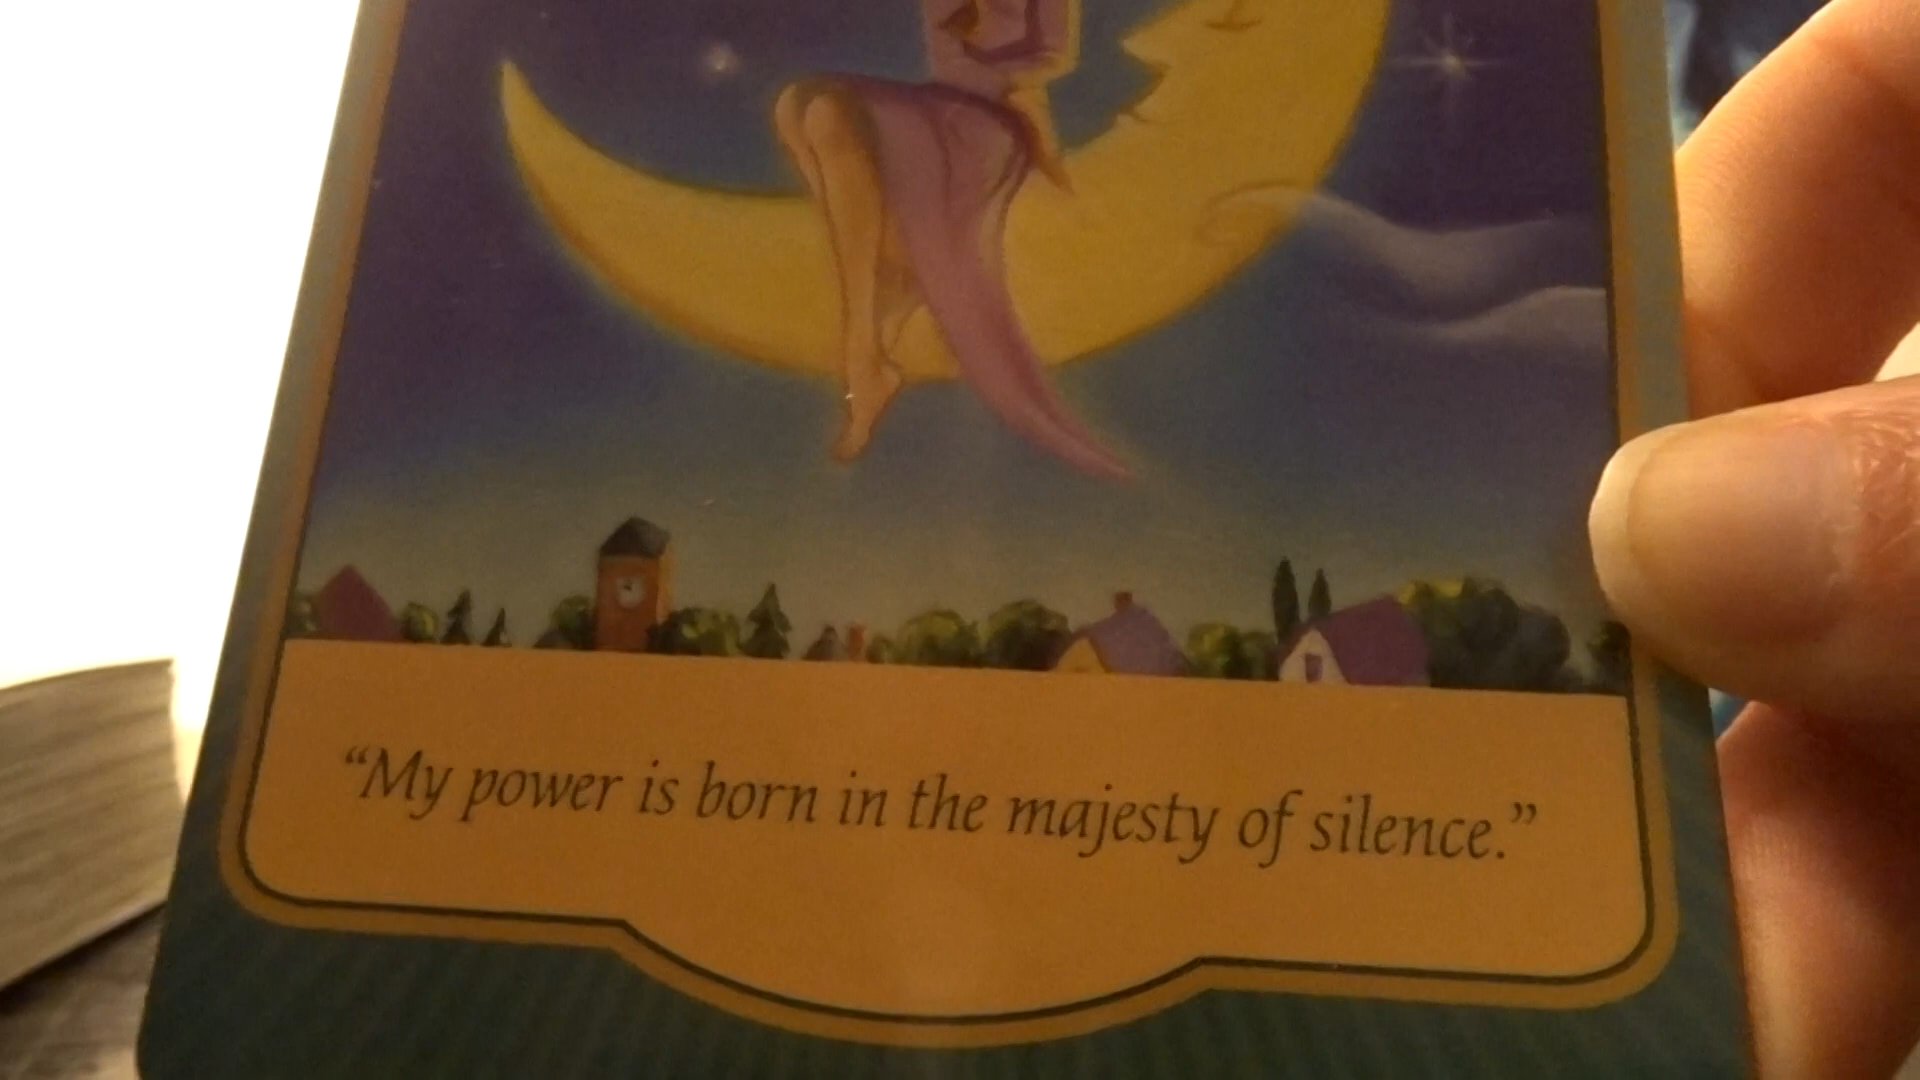 “My power is born in the majesty of silence.”